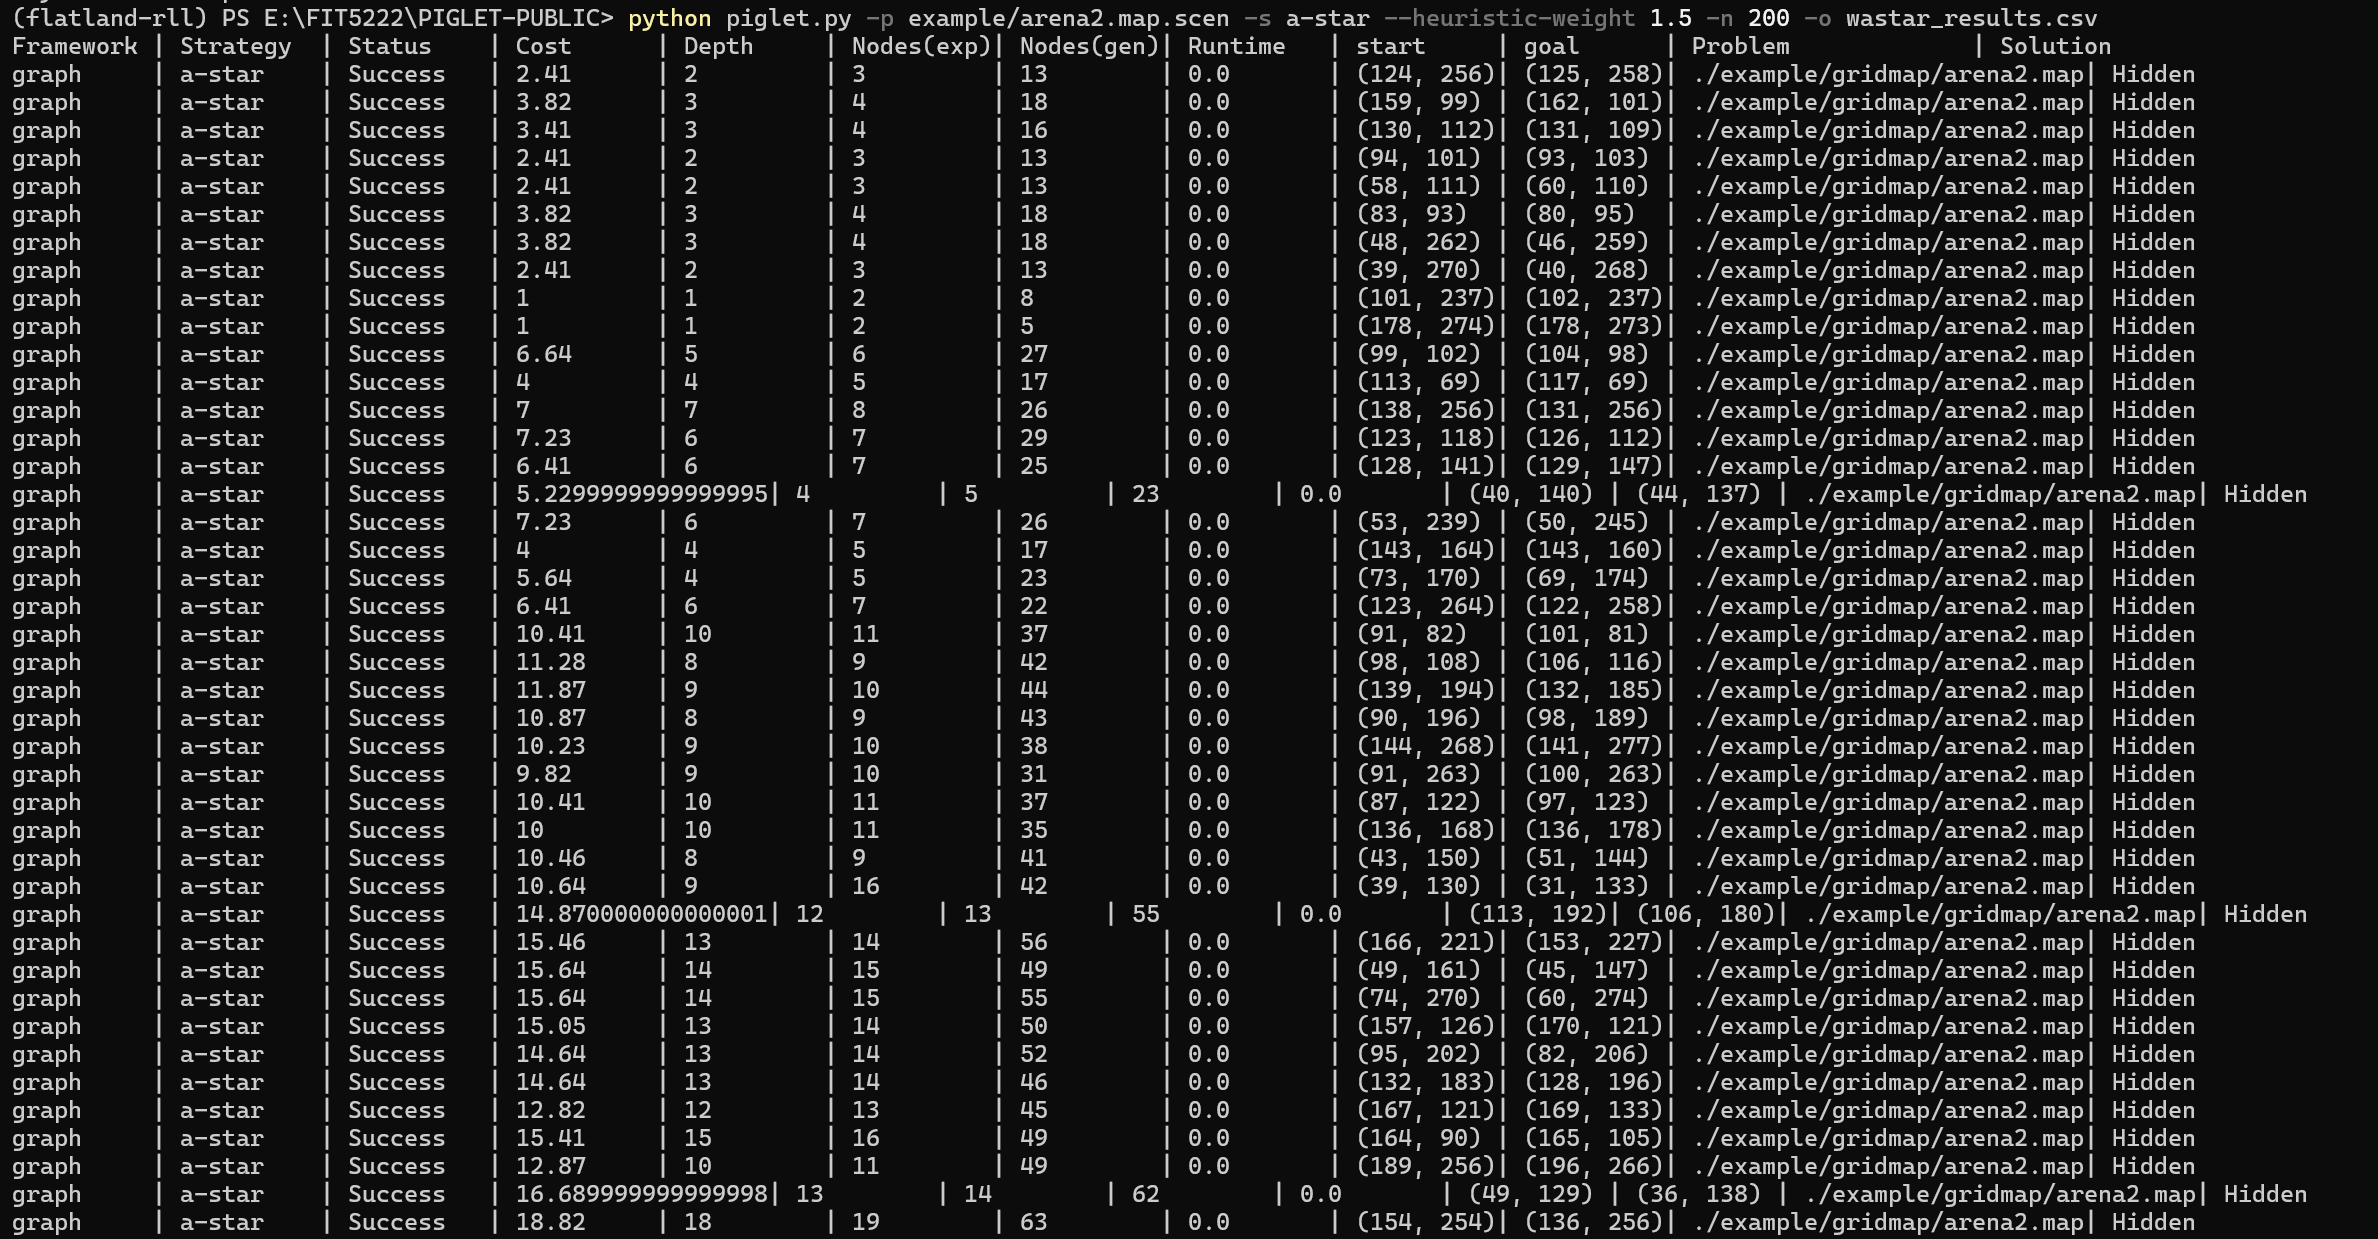 (flatland-rll) PS E:\FIT5222\PIGLET-PUBLIC> python piglet.py -p example/arena2.map.scen -s a-star --heuristic-weight 1.5 -n 200 -o wastar_results.csv
Framework | Strategy | Status | Cost | Depth | Nodes(exp)| Nodes(gen)| Runtime | start | goal | Problem | Solution
graph | a-star | Success | 2.41 | 2 | 3 | 13 | 0.0 | (124, 256)| (125, 258)| ./example/gridmap/arena2.map| Hidden
graph | a-star | Success | 3.82 | 3 | 4 | 18 | 0.0 | (159, 99) | (162, 101)| ./example/gridmap/arena2.map| Hidden
graph | a-star | Success | 3.41 | 3 | 4 | 16 | 0.0 | (130, 112)| (131, 109)| ./example/gridmap/arena2.map| Hidden
graph | a-star | Success | 2.41 | 2 | 3 | 13 | 0.0 | (94, 101) | (93, 103) | ./example/gridmap/arena2.map| Hidden
graph | a-star | Success | 2.41 | 2 | 3 | 13 | 0.0 | (58, 111) | (60, 110) | ./example/gridmap/arena2.map| Hidden
graph | a-star | Success | 3.82 | 3 | 4 | 18 | 0.0 | (83, 93) | (80, 95) | ./example/gridmap/arena2.map| Hidden
graph | a-star | Success | 3.82 | 3 | 4 | 18 | 0.0 | (48, 262) | (46, 259) | ./example/gridmap/arena2.map| Hidden
graph | a-star | Success | 2.41 | 2 | 3 | 13 | 0.0 | (39, 270) | (40, 268) | ./example/gridmap/arena2.map| Hidden
graph | a-star | Success | 1 | 1 | 2 | 8 | 0.0 | (101, 237)| (102, 237)| ./example/gridmap/arena2.map| Hidden
graph | a-star | Success | 1 | 1 | 2 | 5 | 0.0 | (178, 274)| (178, 273)| ./example/gridmap/arena2.map| Hidden
graph | a-star | Success | 6.64 | 5 | 6 | 27 | 0.0 | (99, 102) | (104, 98) | ./example/gridmap/arena2.map| Hidden
graph | a-star | Success | 4 | 4 | 5 | 17 | 0.0 | (113, 69) | (117, 69) | ./example/gridmap/arena2.map| Hidden
graph | a-star | Success | 7 | 7 | 8 | 26 | 0.0 | (138, 256)| (131, 256)| ./example/gridmap/arena2.map| Hidden
graph | a-star | Success | 7.23 | 6 | 7 | 29 | 0.0 | (123, 118)| (126, 112)| ./example/gridmap/arena2.map| Hidden
graph | a-star | Success | 6.41 | 6 | 7 | 25 | 0.0 | (128, 141)| (129, 147)| ./example/gridmap/arena2.map| Hidden
graph | a-star | Success | 5.2299999999999995| 4 | 5 | 23 | 0.0 | (40, 140) | (44, 137) | ./example/gridmap/arena2.map| Hidden
graph | a-star | Success | 7.23 | 6 | 7 | 26 | 0.0 | (53, 239) | (50, 245) | ./example/gridmap/arena2.map| Hidden
graph | a-star | Success | 4 | 4 | 5 | 17 | 0.0 | (143, 164)| (143, 160)| ./example/gridmap/arena2.map| Hidden
graph | a-star | Success | 5.64 | 4 | 5 | 23 | 0.0 | (73, 170) | (69, 174) | ./example/gridmap/arena2.map| Hidden
graph | a-star | Success | 6.41 | 6 | 7 | 22 | 0.0 | (123, 264)| (122, 258)| ./example/gridmap/arena2.map| Hidden
graph | a-star | Success | 10.41 | 10 | 11 | 37 | 0.0 | (91, 82) | (101, 81) | ./example/gridmap/arena2.map| Hidden
graph | a-star | Success | 11.28 | 8 | 9 | 42 | 0.0 | (98, 108) | (106, 116)| ./example/gridmap/arena2.map| Hidden
graph | a-star | Success | 11.87 | 9 | 10 | 44 | 0.0 | (139, 194)| (132, 185)| ./example/gridmap/arena2.map| Hidden
graph | a-star | Success | 10.87 | 8 | 9 | 43 | 0.0 | (90, 196) | (98, 189) | ./example/gridmap/arena2.map| Hidden
graph | a-star | Success | 10.23 | 9 | 10 | 38 | 0.0 | (144, 268)| (141, 277)| ./example/gridmap/arena2.map| Hidden
graph | a-star | Success | 9.82 | 9 | 10 | 31 | 0.0 | (91, 263) | (100, 263)| ./example/gridmap/arena2.map| Hidden
graph | a-star | Success | 10.41 | 10 | 11 | 37 | 0.0 | (87, 122) | (97, 123) | ./example/gridmap/arena2.map| Hidden
graph | a-star | Success | 10 | 10 | 11 | 35 | 0.0 | (136, 168)| (136, 178)| ./example/gridmap/arena2.map| Hidden
graph | a-star | Success | 10.46 | 8 | 9 | 41 | 0.0 | (43, 150) | (51, 144) | ./example/gridmap/arena2.map| Hidden
graph | a-star | Success | 10.64 | 9 | 16 | 42 | 0.0 | (39, 130) | (31, 133) | ./example/gridmap/arena2.map| Hidden
graph | a-star | Success | 14.870000000000001| 12 | 13 | 55 | 0.0 | (113, 192)| (106, 180)| ./example/gridmap/arena2.map| Hidden
graph | a-star | Success | 15.46 | 13 | 14 | 56 | 0.0 | (166, 221)| (153, 227)| ./example/gridmap/arena2.map| Hidden
graph | a-star | Success | 15.64 | 14 | 15 | 49 | 0.0 | (49, 161) | (45, 147) | ./example/gridmap/arena2.map| Hidden
graph | a-star | Success | 15.64 | 14 | 15 | 55 | 0.0 | (74, 270) | (60, 274) | ./example/gridmap/arena2.map| Hidden
graph | a-star | Success | 15.05 | 13 | 14 | 50 | 0.0 | (157, 126)| (170, 121)| ./example/gridmap/arena2.map| Hidden
graph | a-star | Success | 14.64 | 13 | 14 | 52 | 0.0 | (95, 202) | (82, 206) | ./example/gridmap/arena2.map| Hidden
graph | a-star | Success | 14.64 | 13 | 14 | 46 | 0.0 | (132, 183)| (128, 196)| ./example/gridmap/arena2.map| Hidden
graph | a-star | Success | 12.82 | 12 | 13 | 45 | 0.0 | (167, 121)| (169, 133)| ./example/gridmap/arena2.map| Hidden
graph | a-star | Success | 15.41 | 15 | 16 | 49 | 0.0 | (164, 90) | (165, 105)| ./example/gridmap/arena2.map| Hidden
graph | a-star | Success | 12.87 | 10 | 11 | 49 | 0.0 | (189, 256)| (196, 266)| ./example/gridmap/arena2.map| Hidden
graph | a-star | Success | 16.689999999999998| 13 | 14 | 62 | 0.0 | (49, 129) | (36, 138) | ./example/gridmap/arena2.map| Hidden
graph | a-star | Success | 18.82 | 18 | 19 | 63 | 0.0 | (154, 254)| (136, 256)| ./example/gridmap/arena2.map| Hidden